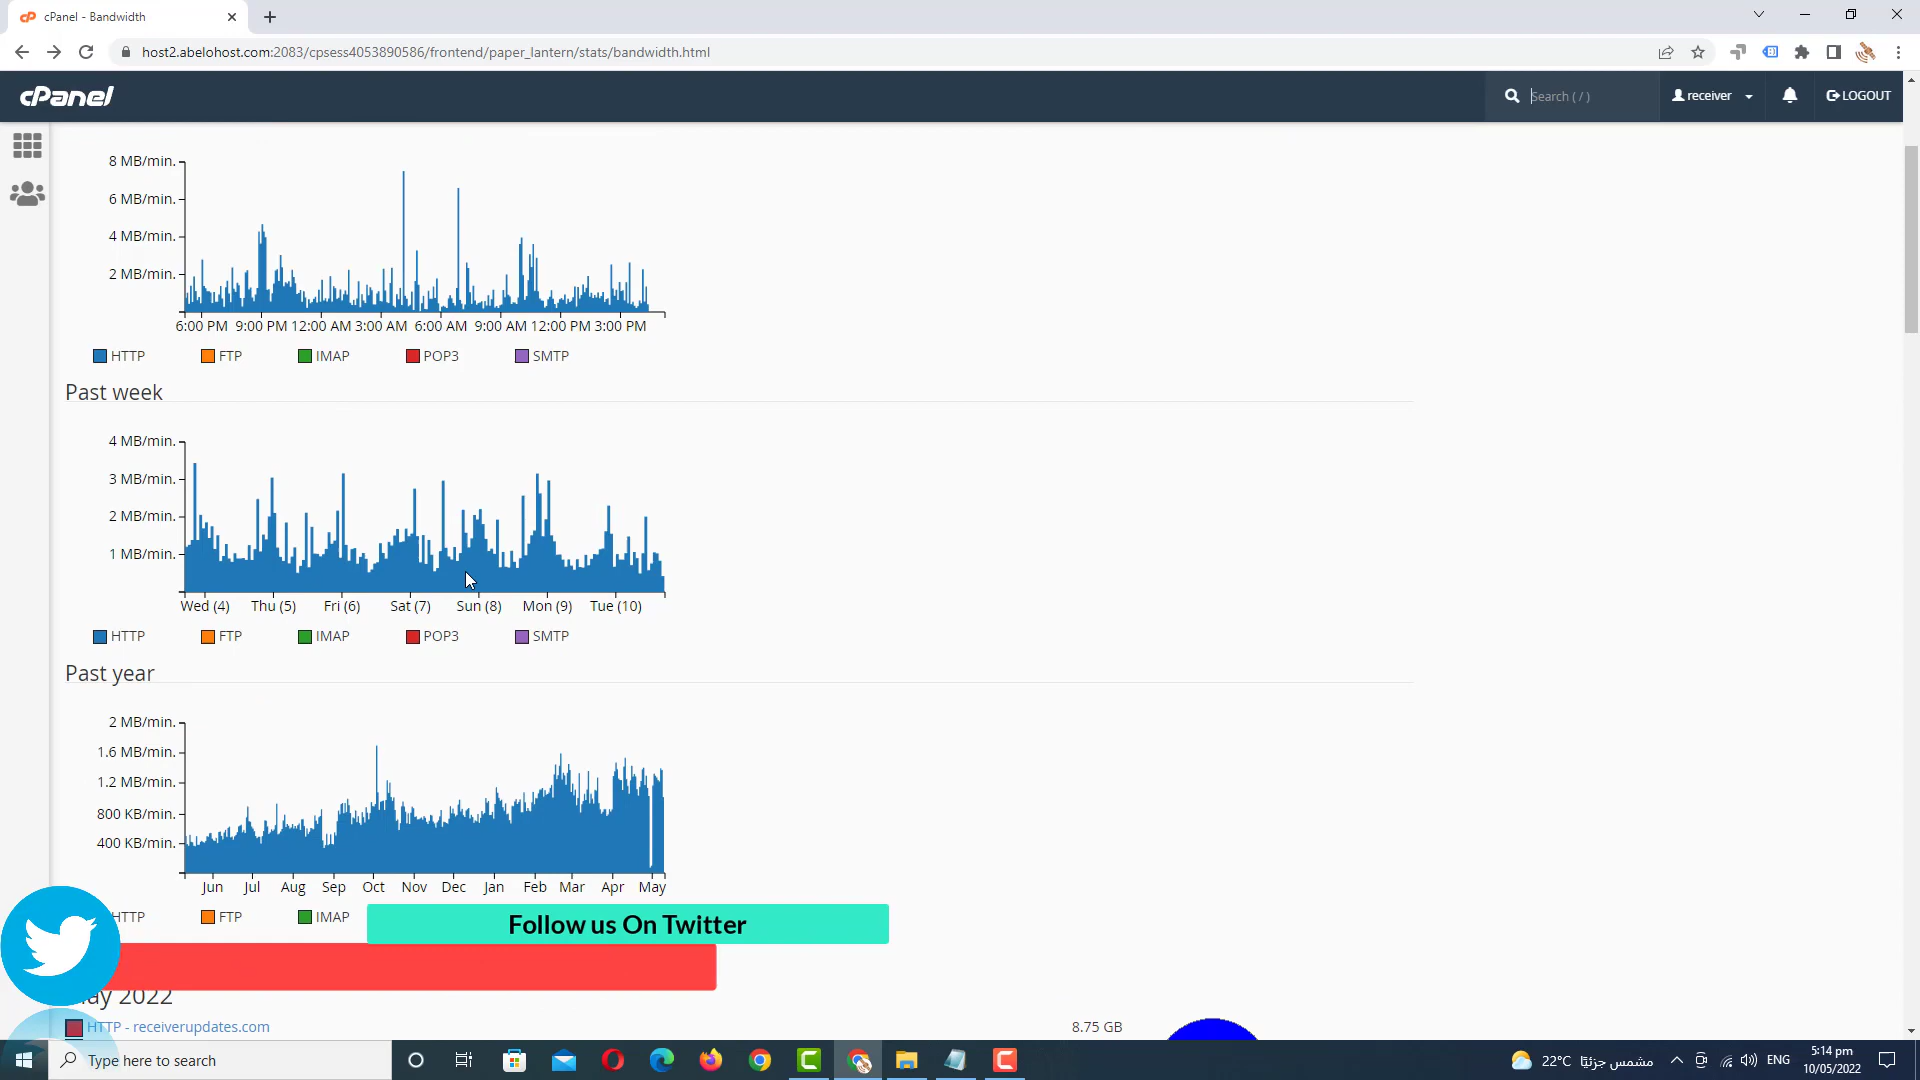 cPanel - Bandwidth
host2.abelohost.com:2083/cpsess4053890586/frontend/paper_lantern/stats/bandwidth.html
cPanel
Search ( / )
receiver
LOGOUT
8 MB/min.
6 MB/min.
4 MB/min.
2 MB/min.
6:00 PM 9:00 PM 12:00 AM 3:00 AM 6:00 AM 9:00 AM 12:00 PM 3:00 PM
HTTP FTP IMAP POP3 SMTP
Past week
4 MB/min.
3 MB/min.
2 MB/min.
1 MB/min.
Wed (4) Thu (5) Fri (6) Sat (7) Sun (8) Mon (9) Tue (10)
HTTP FTP IMAP POP3 SMTP
Past year
2 MB/min.
1.6 MB/min.
1.2 MB/min.
800 KB/min.
400 KB/min.
Jun Jul Aug Sep Oct Nov Dec Jan Feb Mar Apr May
HTTP FTP IMAP
Follow us On Twitter
May 2022
HTTP - receiverupdates.com 8.75 GB
Type here to search
22°C مشمس جزئيًا
ENG
5:14 pm
10/05/2022